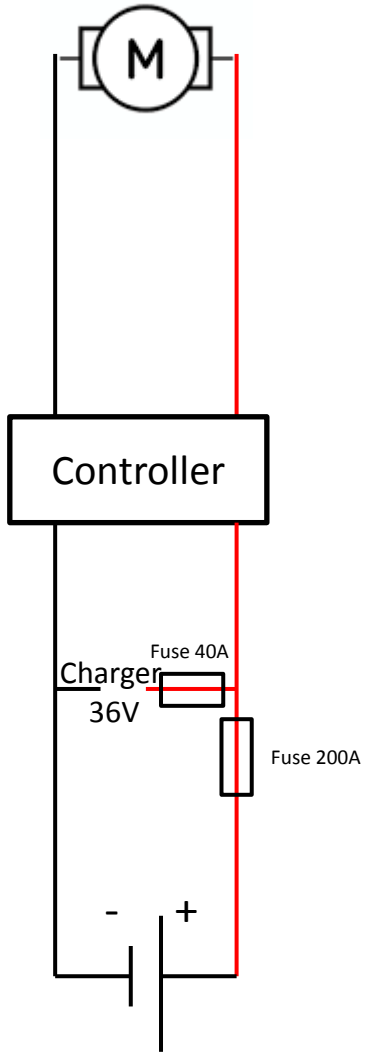 M
Controller
Fuse 40A
Charger
36V
Fuse 200A
- +